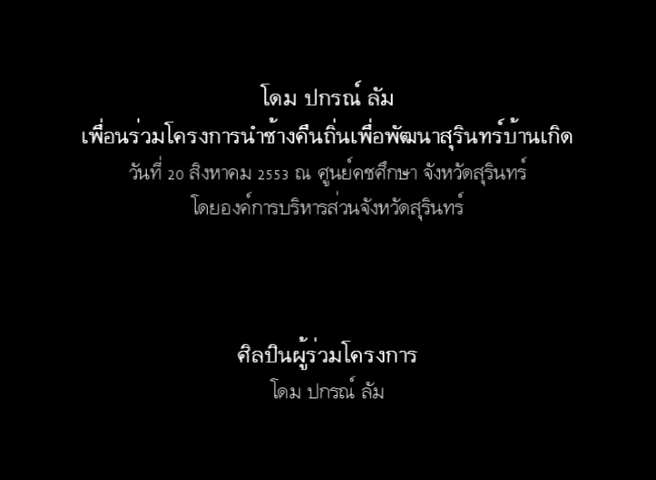 โดม ปกรณ์ ลัม
เพื่อนร่วมโครงการนำช้างคืนถิ่นเพื่อพัฒนาสุรินทร์บ้านเกิด
วันที่ 20 สิงหาคม 2553 ณ ศูนย์คชศึกษา จังหวัดสุรินทร์
โดยองค์การบริหารส่วนจังหวัดสุรินทร์
ศิลปินผู้ร่วมโครงการ
โดม ปกรณ์ ลัม